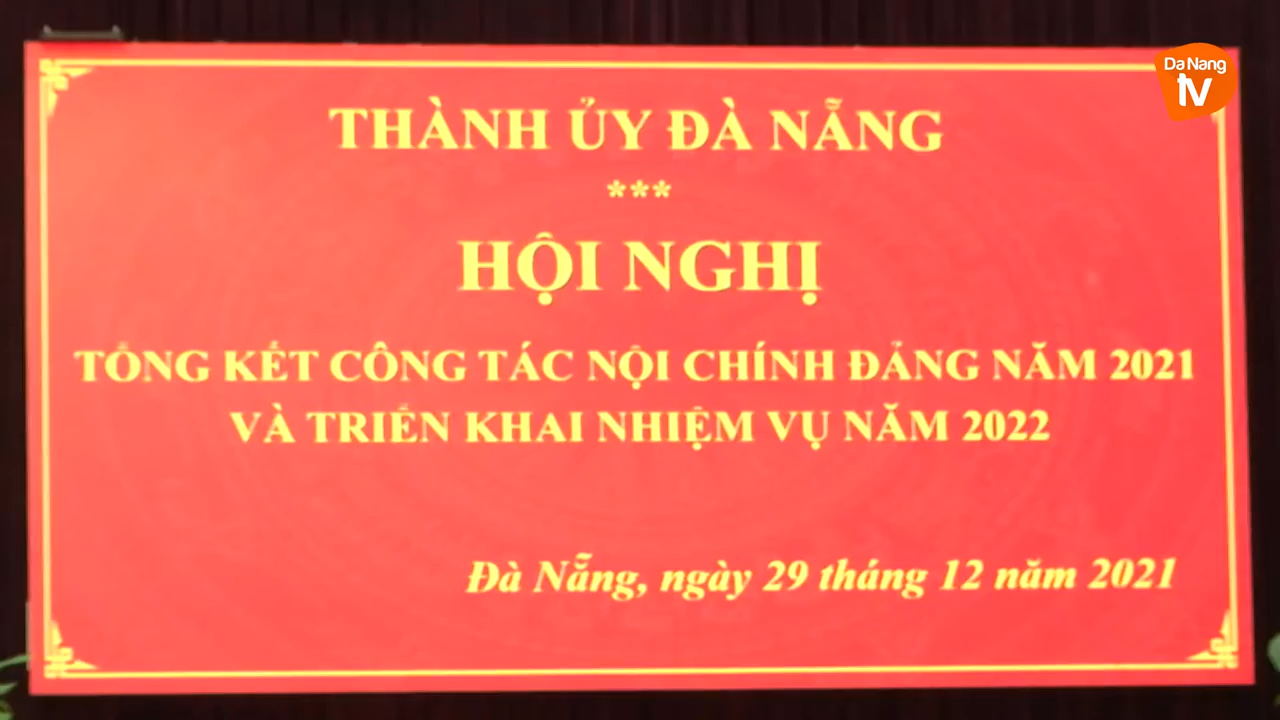 Da Nang
tv
THÀNH ỦY ĐÀ NẴNG
***
HỘI NGHỊ
TỔNG KẾT CÔNG TÁC NỘI CHÍNH ĐẢNG NĂM 2021
VÀ TRIỂN KHAI NHIỆM VỤ NĂM 2022
Đà Nẵng, ngày 29 tháng 12 năm 2021